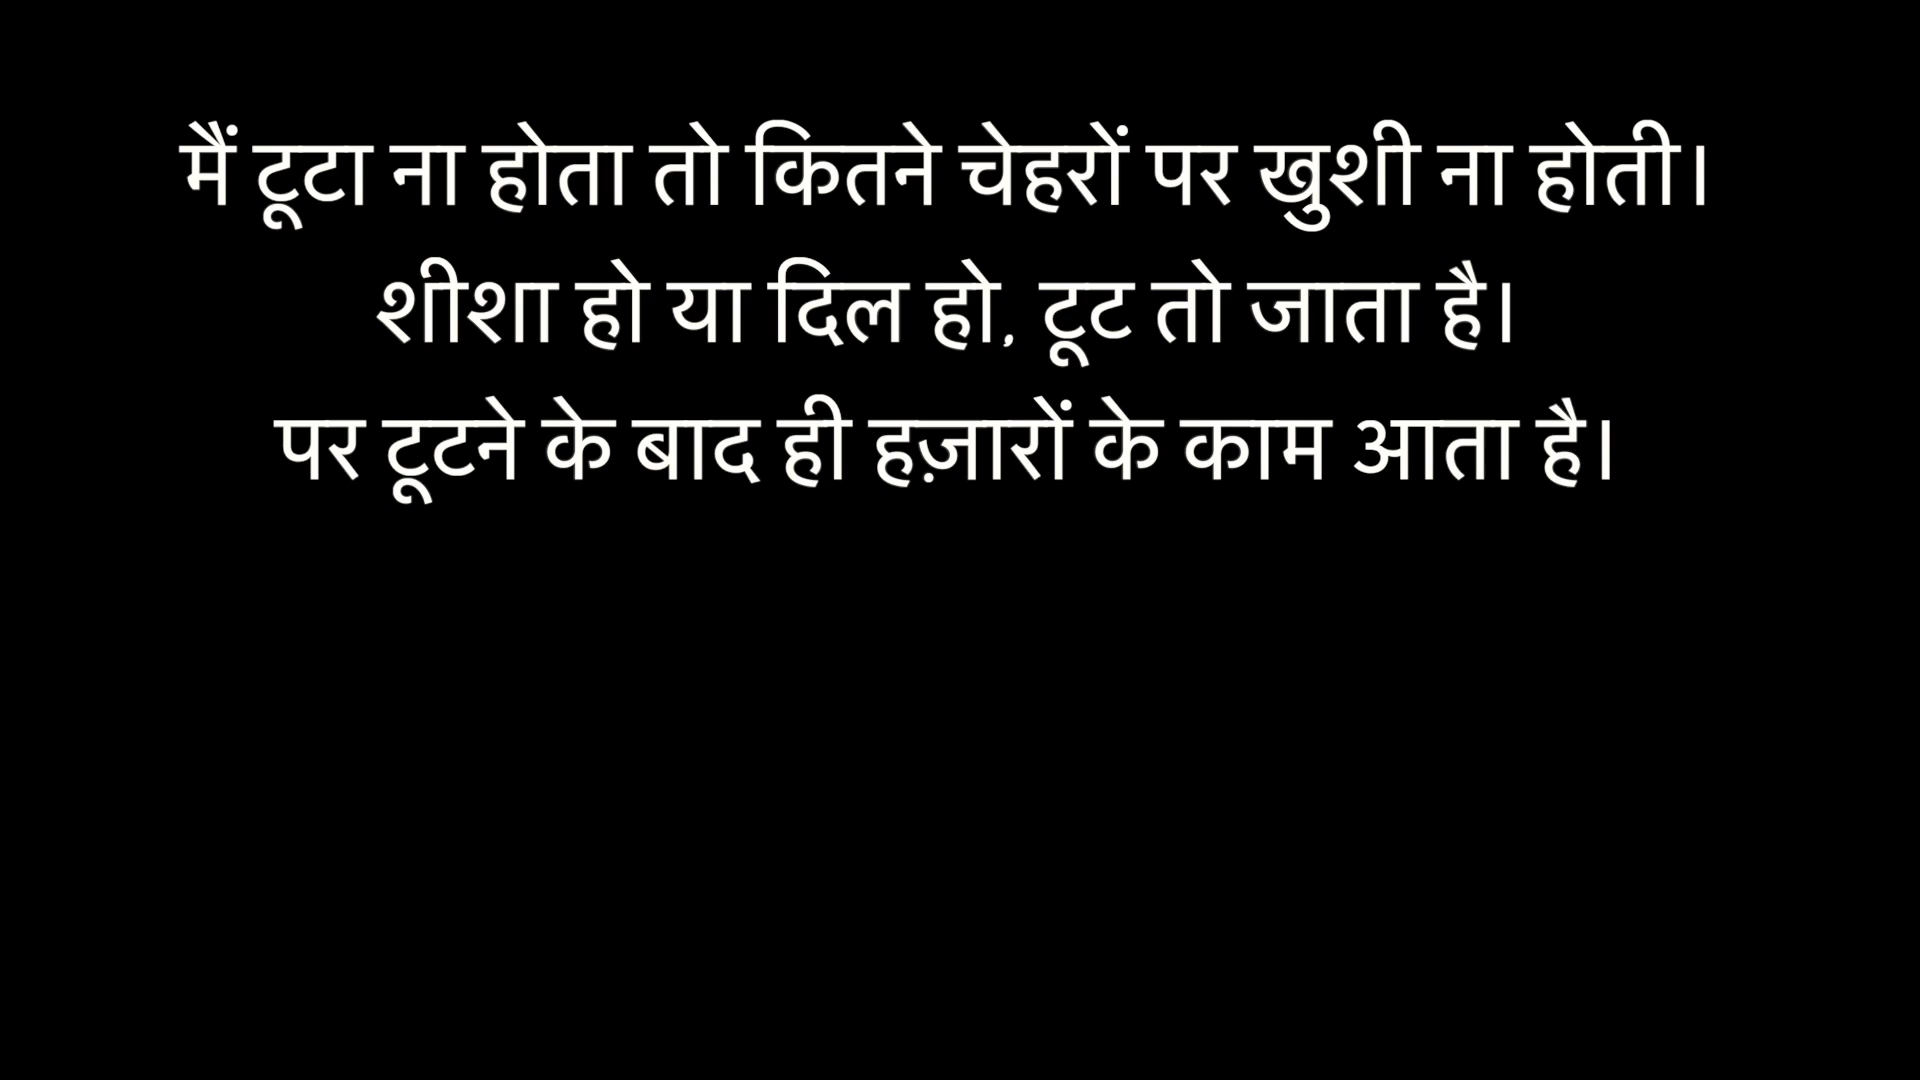 मैं टूटा ना होता तो कितने चेहरों पर खुशी ना होती।
शीशा हो या दिल हो, टूट तो जाता है।
पर टूटने के बाद ही हज़ारों के काम आता है।